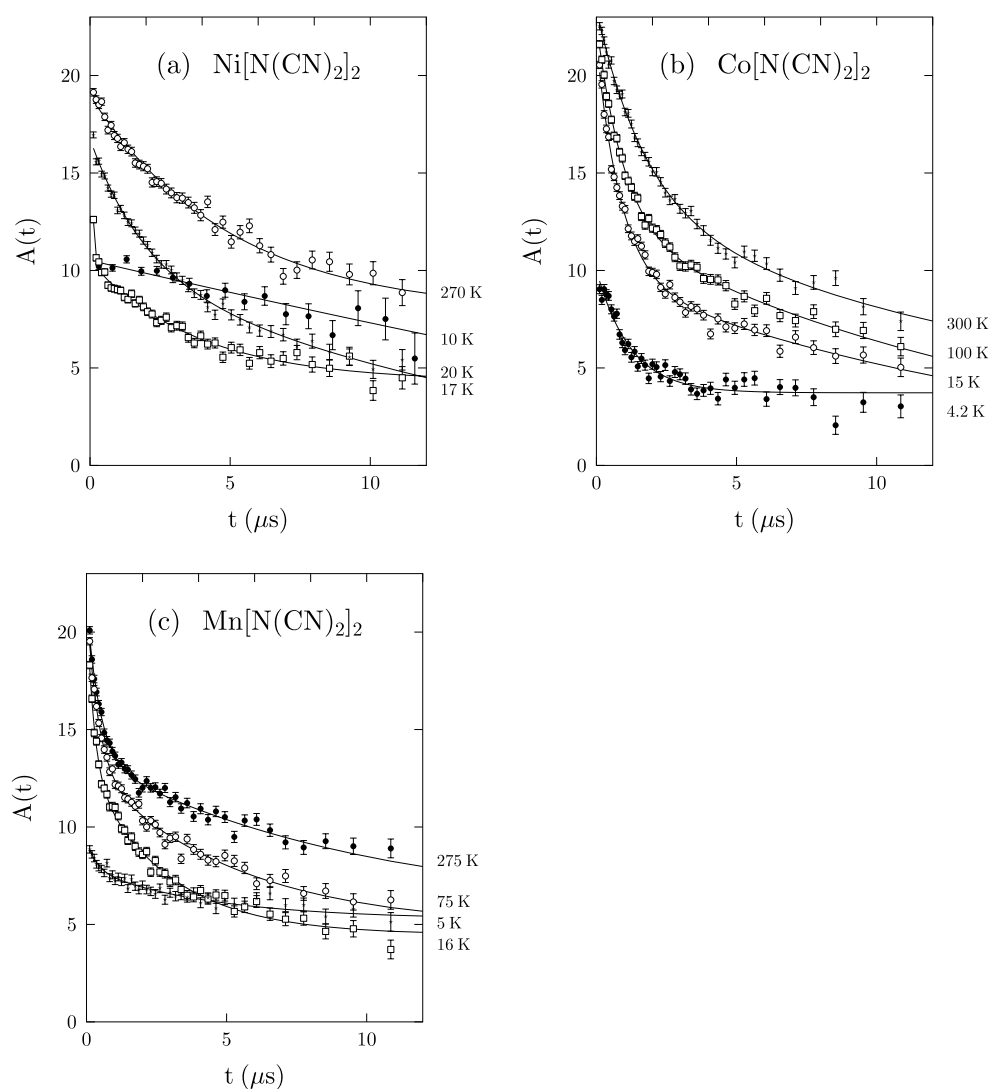 (a) Ni[N(CN)₂]₂
A(t)
20
15
10
5
0
270 K
10 K
20 K
17 K
0 5 10
t (μs)
(b) Co[N(CN)₂]₂
A(t)
20
15
10
5
0
300 K
100 K
15 K
4.2 K
0 5 10
t (μs)
(c) Mn[N(CN)₂]₂
A(t)
20
15
10
5
0
275 K
75 K
5 K
16 K
0 5 10
t (μs)